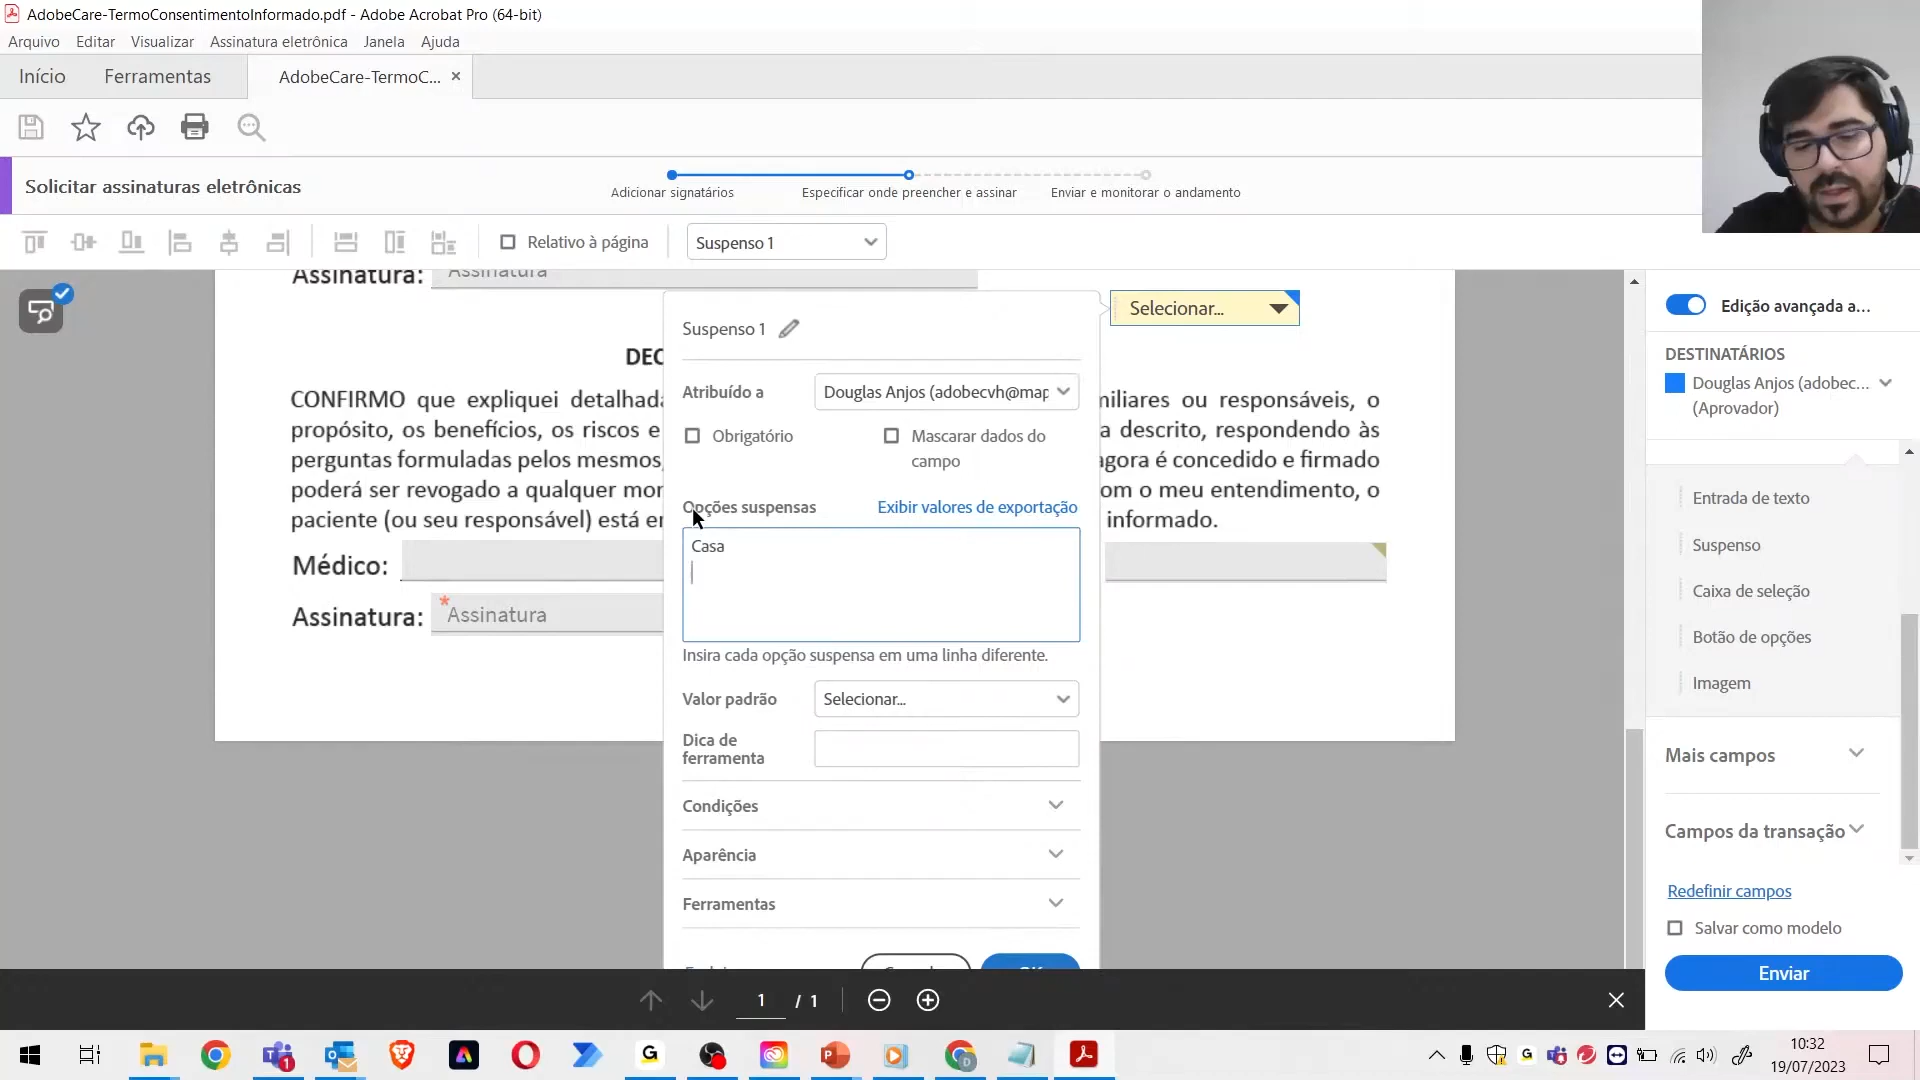 AdobeCare-TermoConsentimentoInformado.pdf - Adobe Acrobat Pro (64-bit)
Arquivo Editar Visualizar Assinatura eletrônica Janela Ajuda
Início Ferramentas AdobeCare-TermoC... ×
Solicitar assinaturas eletrônicas
Adicionar signatários Especificar onde preencher e assinar Enviar e monitorar o andamento
Relativo à página Suspenso 1
Assinatura: Assinatura
Selecionar...
Edição avançada a...
Suspenso 1
DEC
DESTINATÁRIOS
Douglas Anjos (adobec...
(Aprovador)
Atribuído a Douglas Anjos (adobecvh@map
CONFIRMO que expliquei detalhada miliares ou responsáveis, o
propósito, os benefícios, os riscos e a descrito, respondendo às
perguntas formuladas pelos mesmos, agora é concedido e firmado
poderá ser revogado a qualquer mor om o meu entendimento, o
paciente (ou seu responsável) está er informado.
Obrigatório Mascarar dados do
campo
Opções suspensas Exibir valores de exportação
Casa
Médico:
Assinatura: * Assinatura
Insira cada opção suspensa em uma linha diferente.
Valor padrão Selecionar...
Dica de
ferramenta
Condições
Aparência
Ferramentas
Entrada de texto
Suspenso
Caixa de seleção
Botão de opções
Imagem
Mais campos
Campos da transação
Redefinir campos
Salvar como modelo
Enviar
1 / 1
1
10:32
19/07/2023